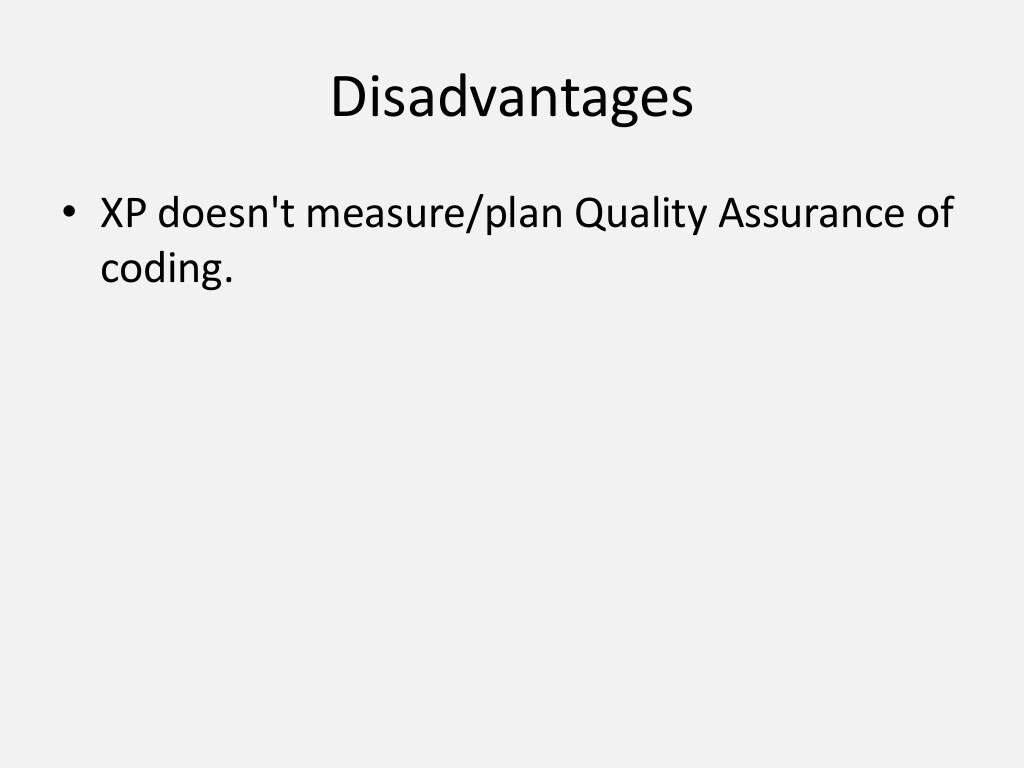 Disadvantages
• XP doesn't measure/plan Quality Assurance of
coding.